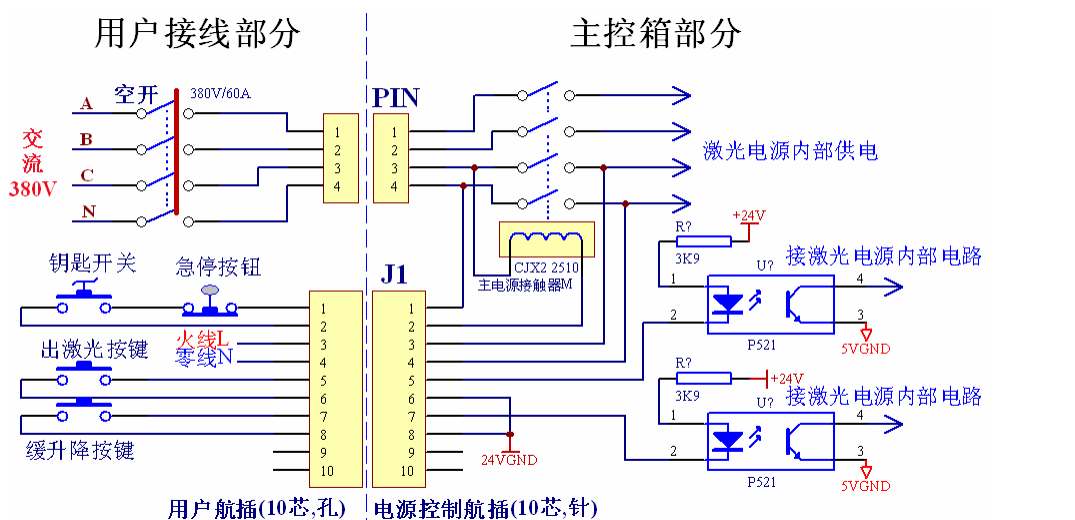 用户接线部分
主控箱部分
空开
380V/60A
A
B
C
N
交流
380V
1
2
3
4
PIN
1
2
3
4
激光电源内部供电
CJX2 2510
主电源接触器M
钥匙开关
急停按钮
火线L
零线N
出激光按键
缓升降按键
1
2
3
4
5
6
7
8
9
10
用户航插(10芯,孔)
J1
1
2
3
4
5
6
7
8
9
10
24VGND
电源控制航插(10芯,针)
+24V
R?
3K9
U?
接激光电源内部电路
1
2
4
3
P521
5VGND
R?
+24V
3K9
U?
接激光电源内部电路
1
2
4
3
P521
5VGND